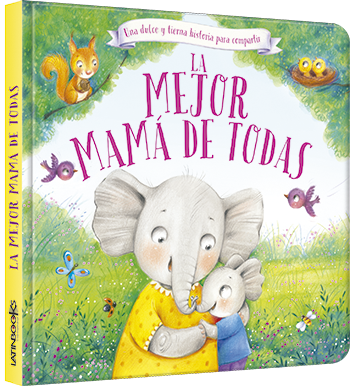 Una dulce y tierna historia para compartir
LA
MEJOR
MAMÁ DE TODAS
LA MEJOR MAMÁ DE TODAS
LATINBOOKS